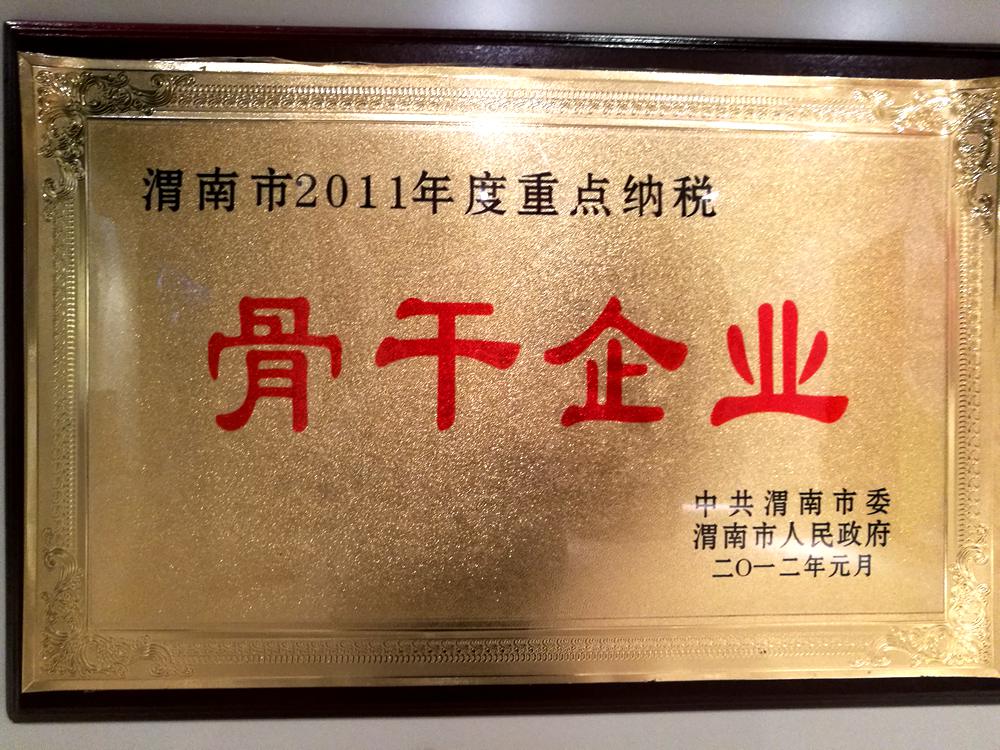 渭南市2011年度重点纳税
骨干企业
中共渭南市委
渭南市人民政府
二〇一二年元月